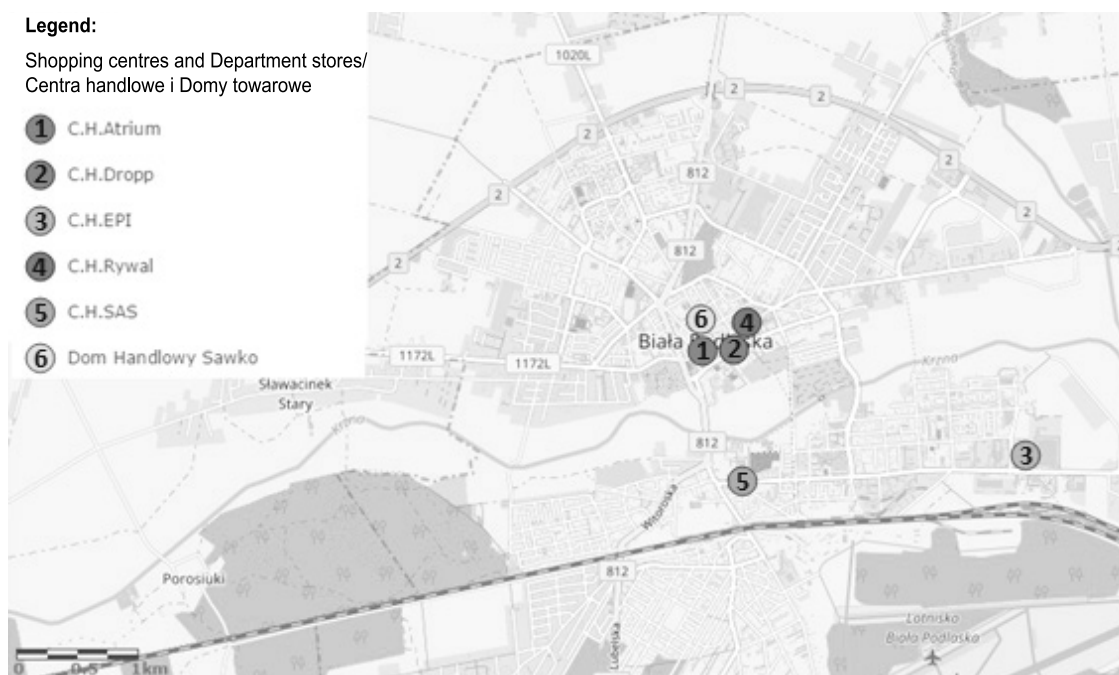 Legend:
Shopping centres and Department stores/
Centra handlowe i Domy towarowe
1 C.H.Atrium
2 C.H.Dropp
3 C.H.EPI
4 C.H.Rywal
5 C.H.SAS
6 Dom Handlowy Sawko
1020L
2
2
2
2
812
2
2
812
2
6
4
Biała Podlaska
1
2
1172L
1172L
Krzna
Sławacinek
Stary
Krzna
812
3
5
Witoroska
812
Porosiuki
Lotnisko
Biała Podlaska
Lubelska
0 0.5 1km